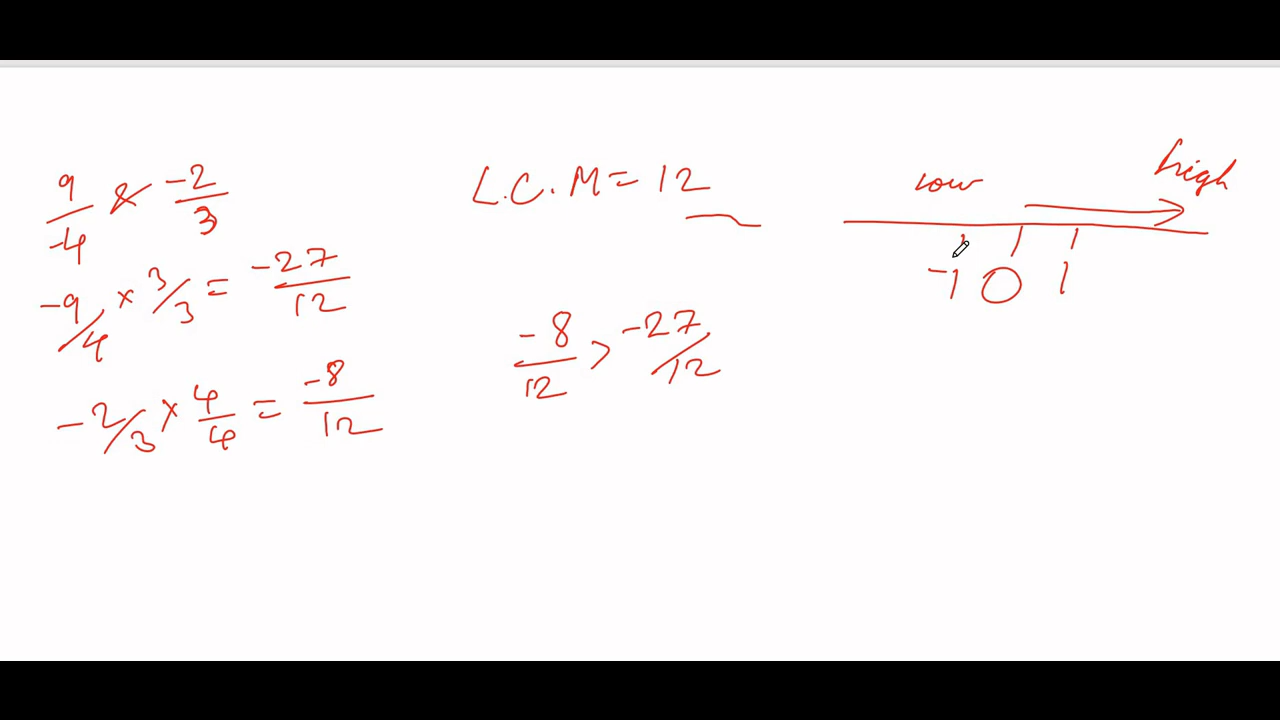 9/-4 & -2/3
-9/4 × 3/3 = -27/12
-2/3 × 4/4 = -8/12
L.C.M = 12
-8/12 > -27/12
low high
-1 0 1